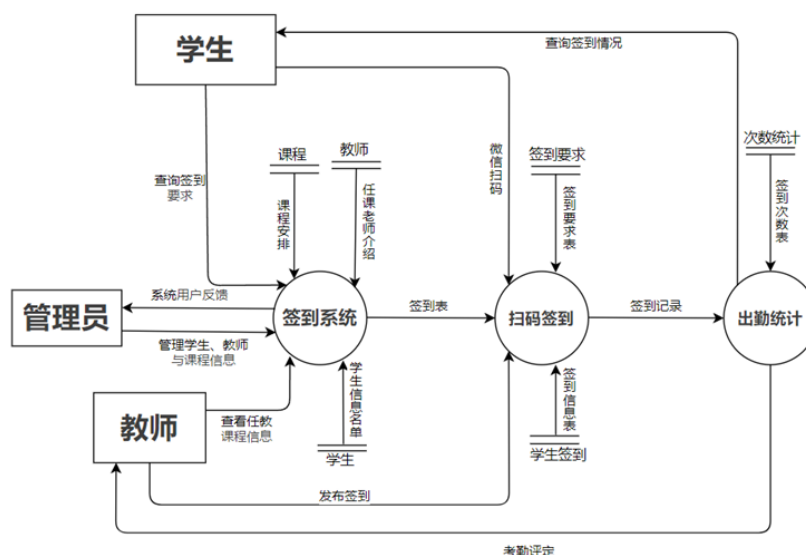 学生
查询签到情况
课程
教师
签到要求
次数统计
查询签到
要求
课程安排
任课老师介绍
微信扫码
签到要求表
签到次数表
管理员
系统用户反馈
签到系统
签到表
扫码签到
签到记录
出勤统计
管理学生、教师
与课程信息
教师
查看任教
课程信息
学生信息名单
签到信息表
学生
学生签到
发布签到
考勤评定